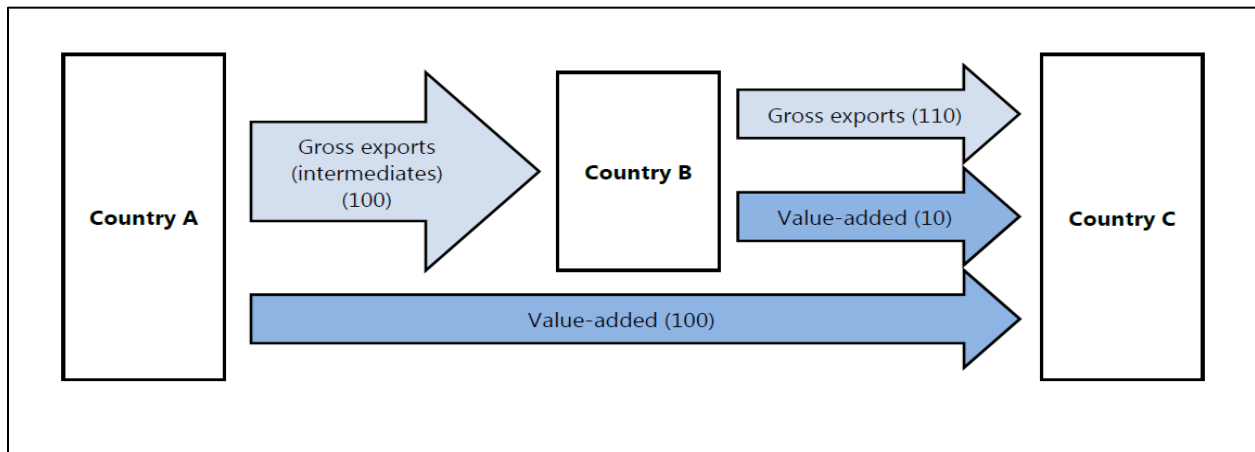 Country A
Gross exports
(intermediates)
(100)
Country B
Gross exports (110)
Value-added (10)
Value-added (100)
Country C